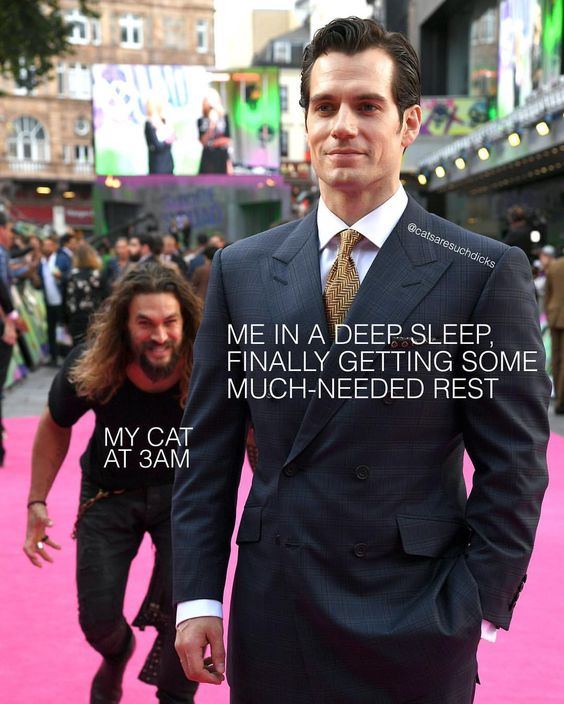 @catsaresuchdicks
ME IN A DEEP SLEEP,
FINALLY GETTING SOME
MUCH-NEEDED REST
MY CAT
AT 3AM